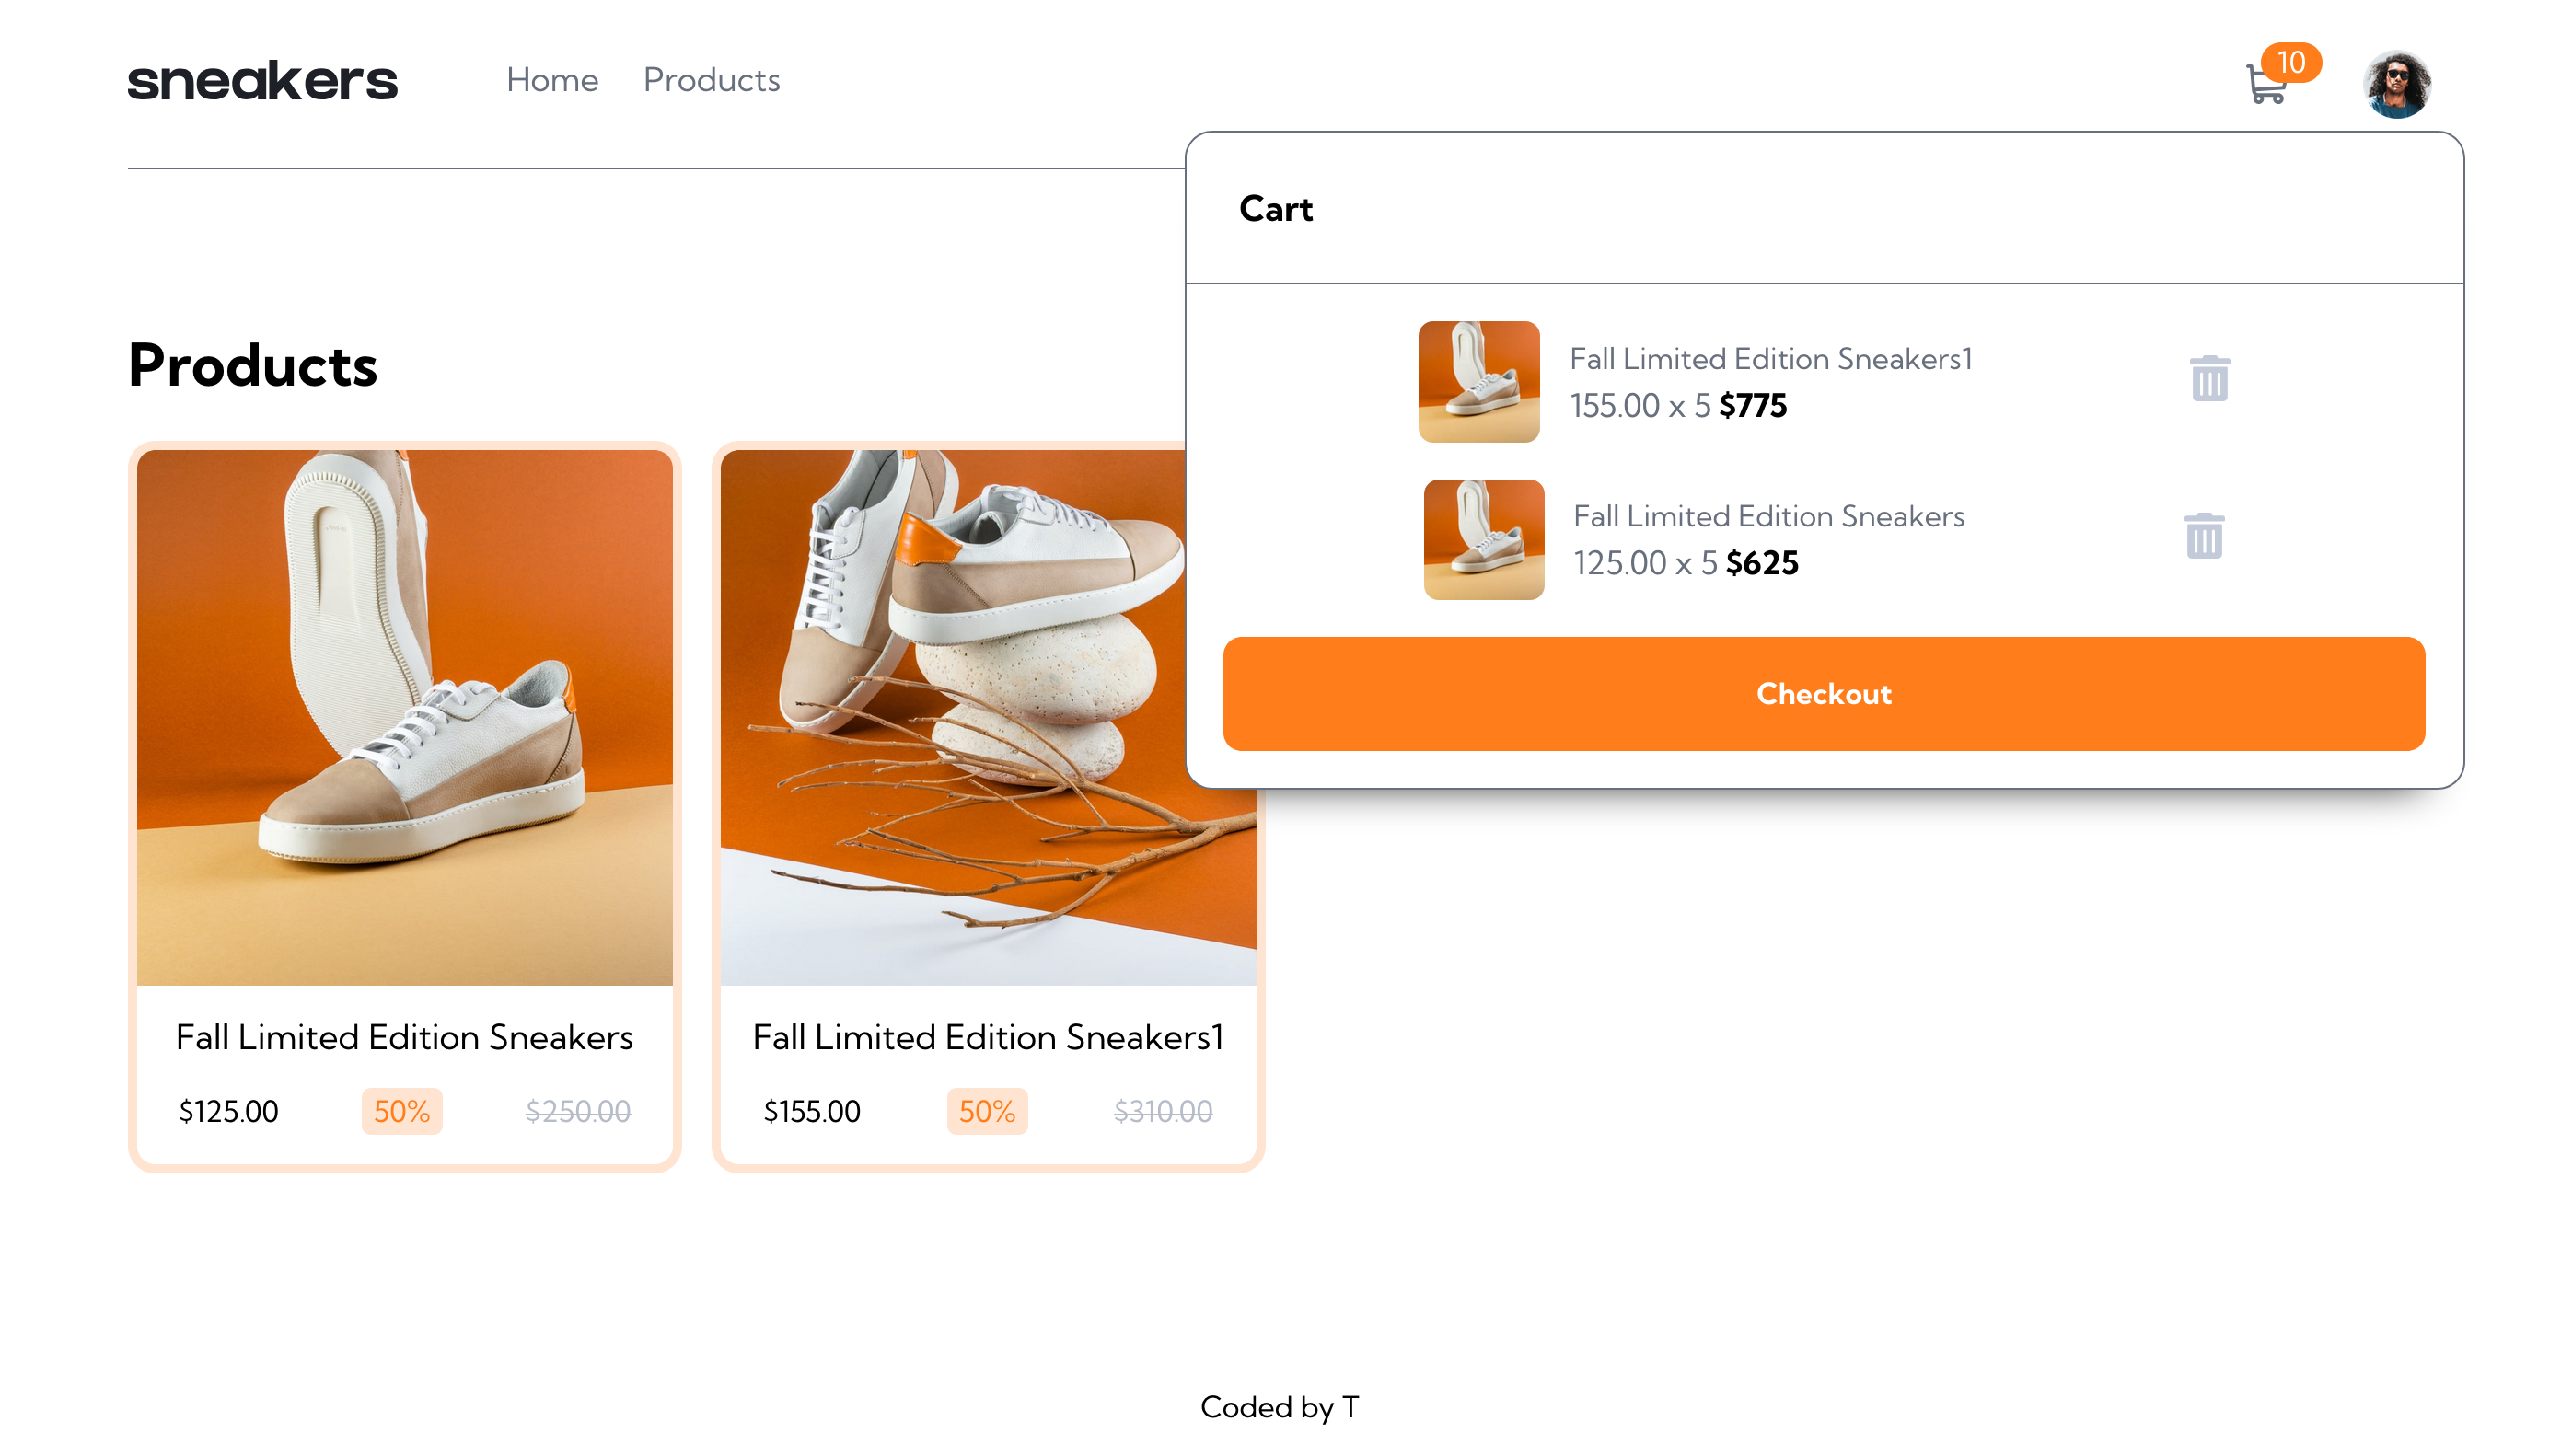 sneakers
Home
Products
10
Cart
Fall Limited Edition Sneakers1
155.00 x 5 $775
Fall Limited Edition Sneakers
125.00 x 5 $625
Checkout
Products
Fall Limited Edition Sneakers
$125.00
50%
$250.00
Fall Limited Edition Sneakers1
$155.00
50%
$310.00
Coded by T